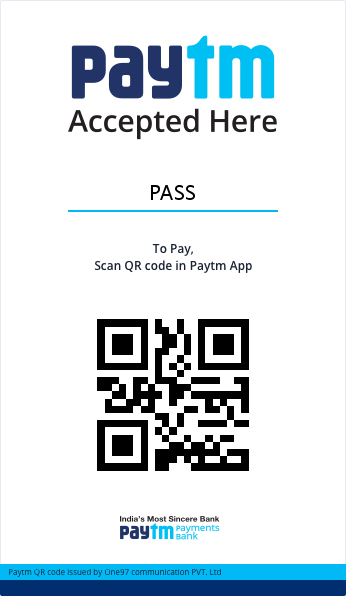 paytm
Accepted Here
PASS
To Pay,
Scan QR code in Paytm App
India's Most Sincere Bank
paytm payments bank
Paytm QR code issued by One97 communication PVT. Ltd